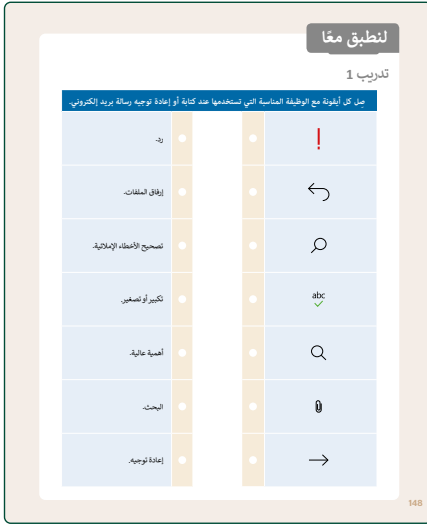 لنطبق معًا
تدريب 1
صِل كل أيقونة مع الوظيفة المناسبة التي تستخدمها عند كتابة أو إعادة توجيه رسالة بريد إلكتروني.
رد.
إرفاق الملفات.
تصحيح الأخطاء الإملائية.
abc
تكبير أو تصغير.
أهمية عالية.
البحث.
إعادة توجيه.
148